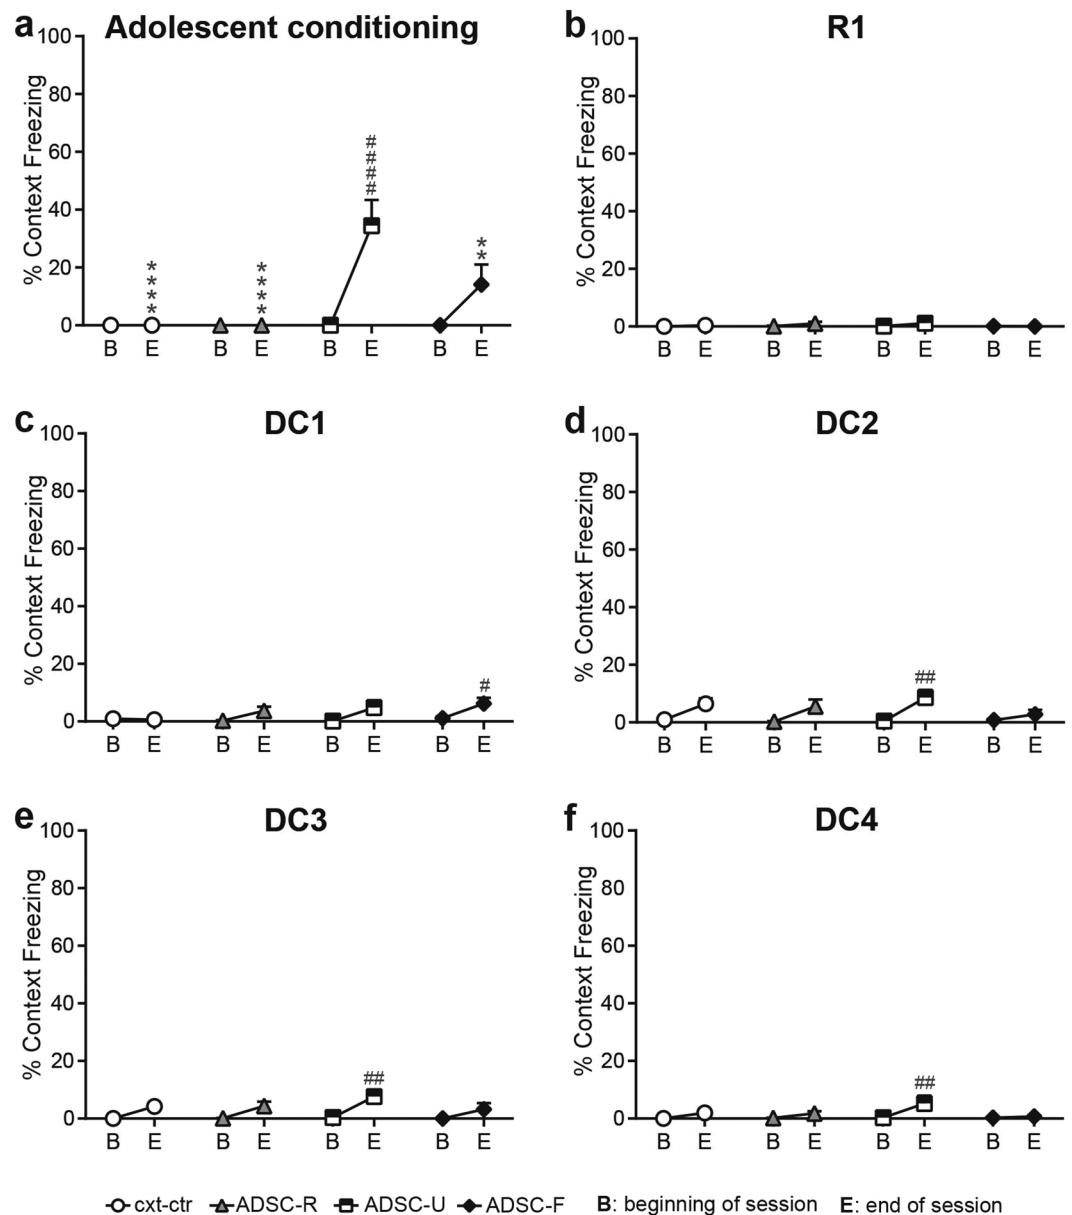 a Adolescent conditioning
% Context Freezing
100
80
60
40
20
0
####
****
****
**
B E B E B E B E
b R1
% Context Freezing
100
80
60
40
20
0
B E B E B E B E
c DC1
% Context Freezing
100
80
60
40
20
0
#
B E B E B E B E
d DC2
% Context Freezing
100
80
60
40
20
0
##
B E B E B E B E
e DC3
% Context Freezing
100
80
60
40
20
0
##
B E B E B E B E
f DC4
% Context Freezing
100
80
60
40
20
0
##
B E B E B E B E
cxt-ctr ADSC-R ADSC-U ADSC-F B: beginning of session E: end of session